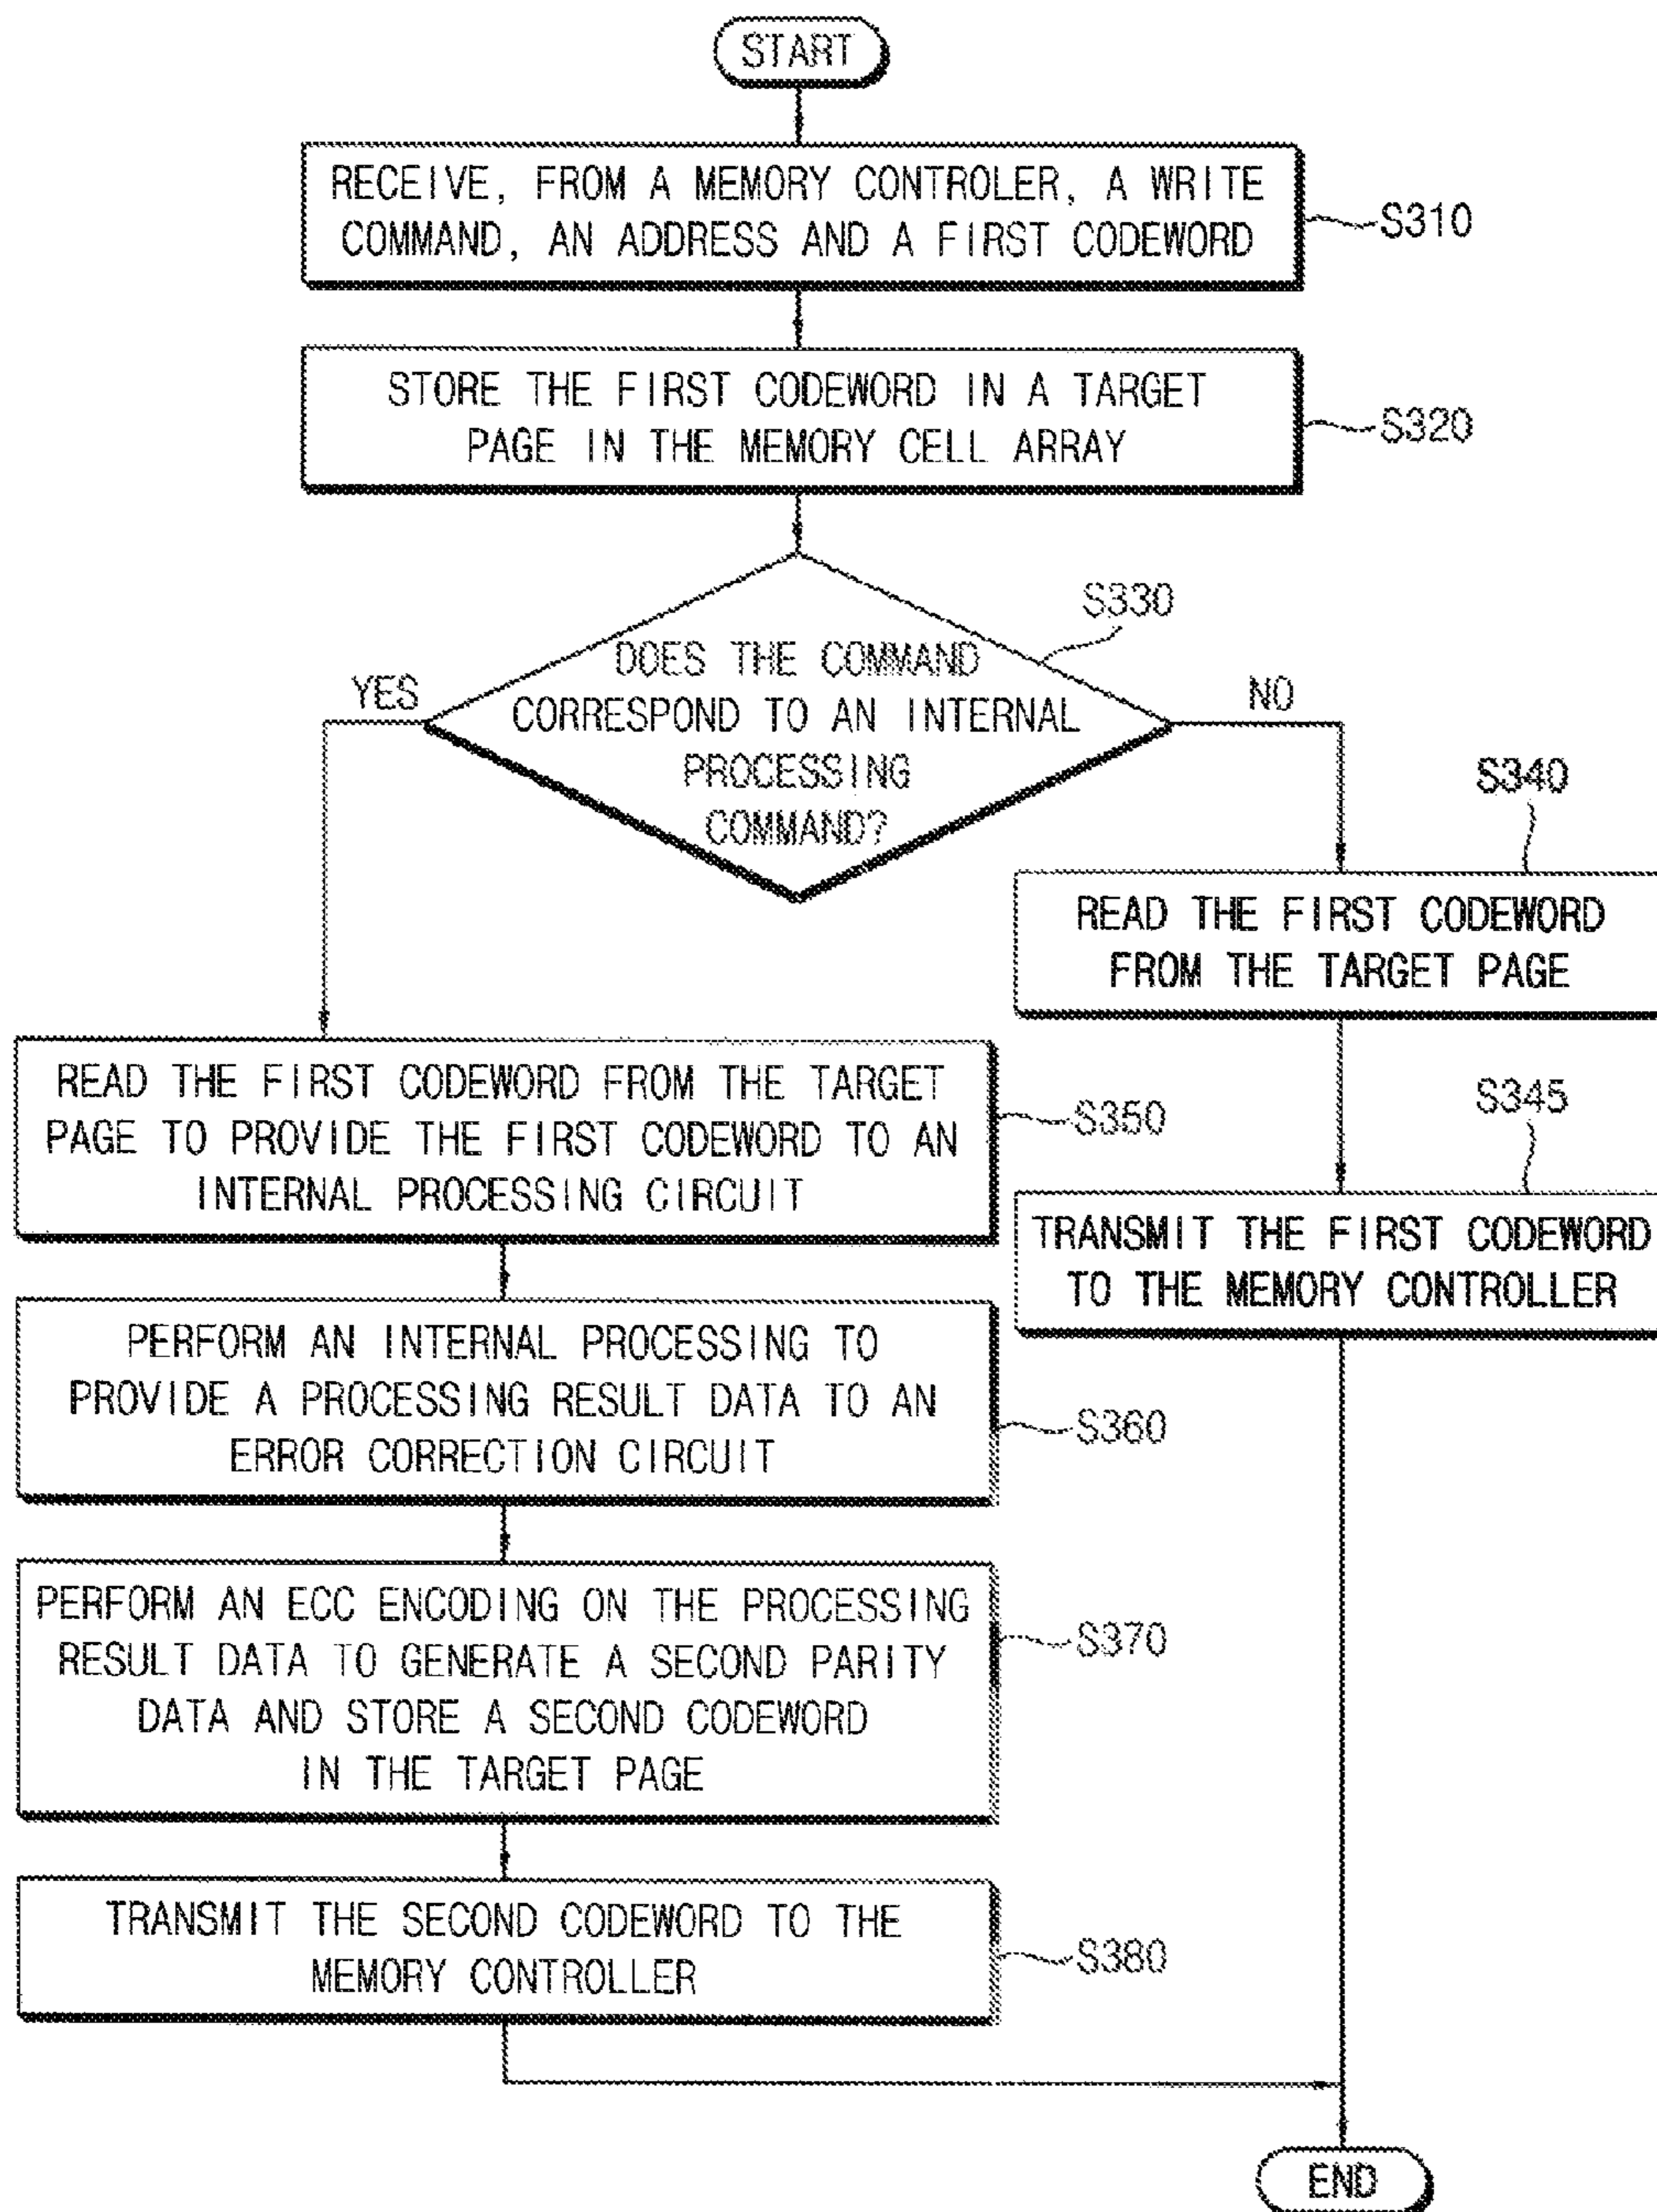 START
RECEIVE, FROM A MEMORY CONTROLER, A WRITE
COMMAND, AN ADDRESS AND A FIRST CODEWORD
S310
STORE THE FIRST CODEWORD IN A TARGET
PAGE IN THE MEMORY CELL ARRAY
S320
S330
DOES THE COMMAND
CORRESPOND TO AN INTERNAL
PROCESSING
COMMAND?
YES
NO
S340
READ THE FIRST CODEWORD
FROM THE TARGET PAGE
S345
TRANSMIT THE FIRST CODEWORD
TO THE MEMORY CONTROLLER
READ THE FIRST CODEWORD FROM THE TARGET
PAGE TO PROVIDE THE FIRST CODEWORD TO AN
INTERNAL PROCESSING CIRCUIT
S350
PERFORM AN INTERNAL PROCESSING TO
PROVIDE A PROCESSING RESULT DATA TO AN
ERROR CORRECTION CIRCUIT
S360
PERFORM AN ECC ENCODING ON THE PROCESSING
RESULT DATA TO GENERATE A SECOND PARITY
DATA AND STORE A SECOND CODEWORD
IN THE TARGET PAGE
S370
TRANSMIT THE SECOND CODEWORD TO THE
MEMORY CONTROLLER
S380
END